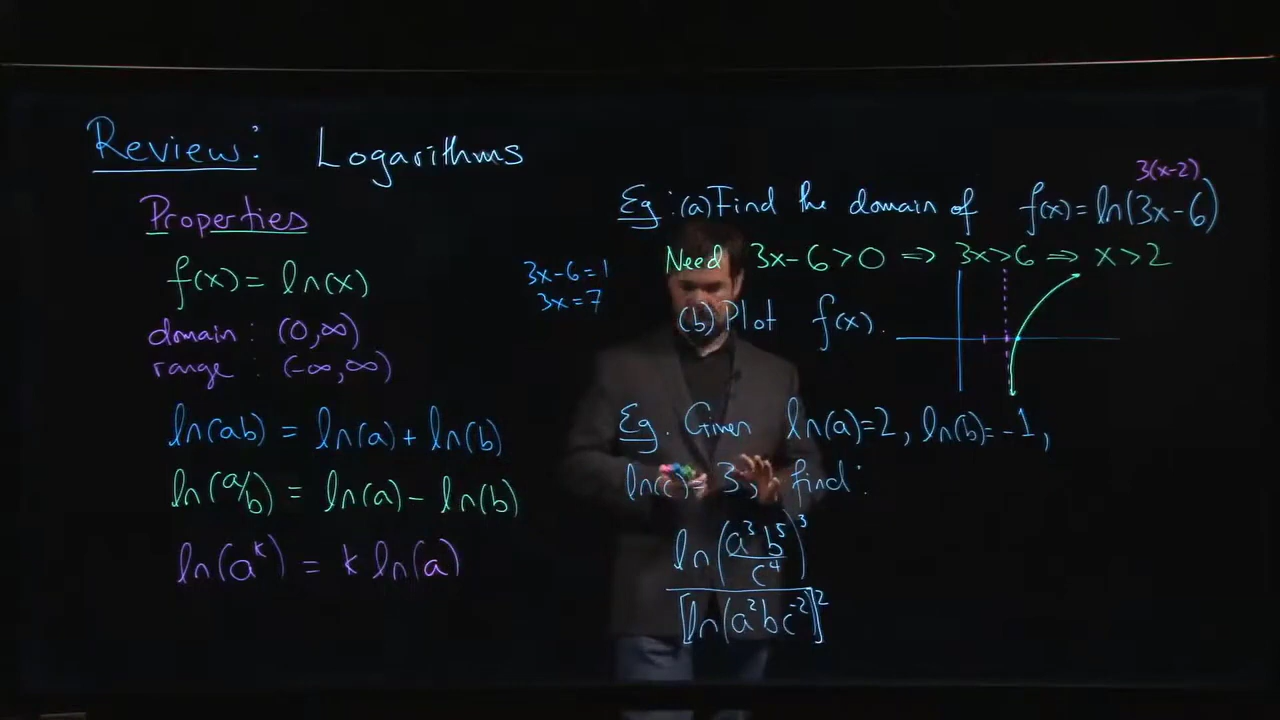 Review: Logarithms
Properties
f(x) = ln(x)
domain: (0,∞)
range: (-∞,∞)
ln(ab) = ln(a) + ln(b)
ln(a/b) = ln(a) - ln(b)
ln(a^k) = k ln(a)
3(x-2)
Eg: (a) Find the domain of f(x) = ln(3x-6)
Need 3x-6>0 ⇒ 3x>6 ⇒ x>2
3x-6=1
3x=7
(b) Plot f(x).
Eg. Given ln(a)=2, ln(b)=-1,
ln(c)=3, find:
ln(a³b⁵/c⁴)³
[ln(a²bc⁻²)]²